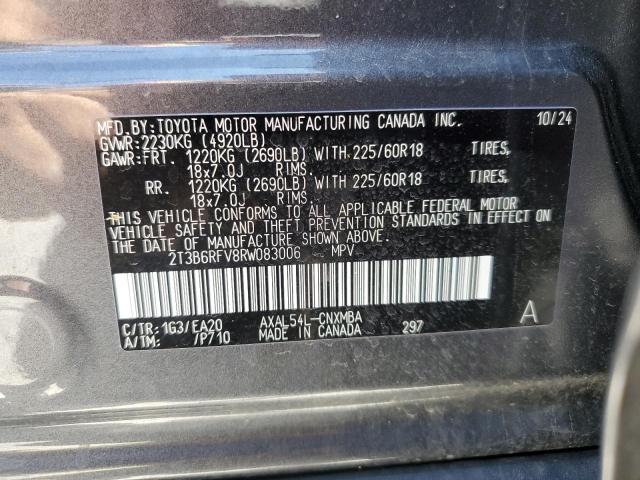 MFD.BY:TOYOTA MOTOR MANUFACTURING CANADA INC. 10/24
GVWR:2230KG (4920LB)
GAWR:FRT. 1220KG (2690LB) WITH 225/60R18 TIRES,
18x7.0J RIMS.
RR. 1220KG (2690LB) WITH 225/60R18 TIRES,
18x7.0J RIMS.
THIS VEHICLE CONFORMS TO ALL APPLICABLE FEDERAL MOTOR
VEHICLE SAFETY AND THEFT PREVENTION STANDARDS IN EFFECT ON
THE DATE OF MANUFACTURE SHOWN ABOVE.
2T3B6RFV8RW083006 MPV
C/TR: 1G3/EA20 AXAL54L-CNXMBA A
A/TM: /P710 MADE IN CANADA 297